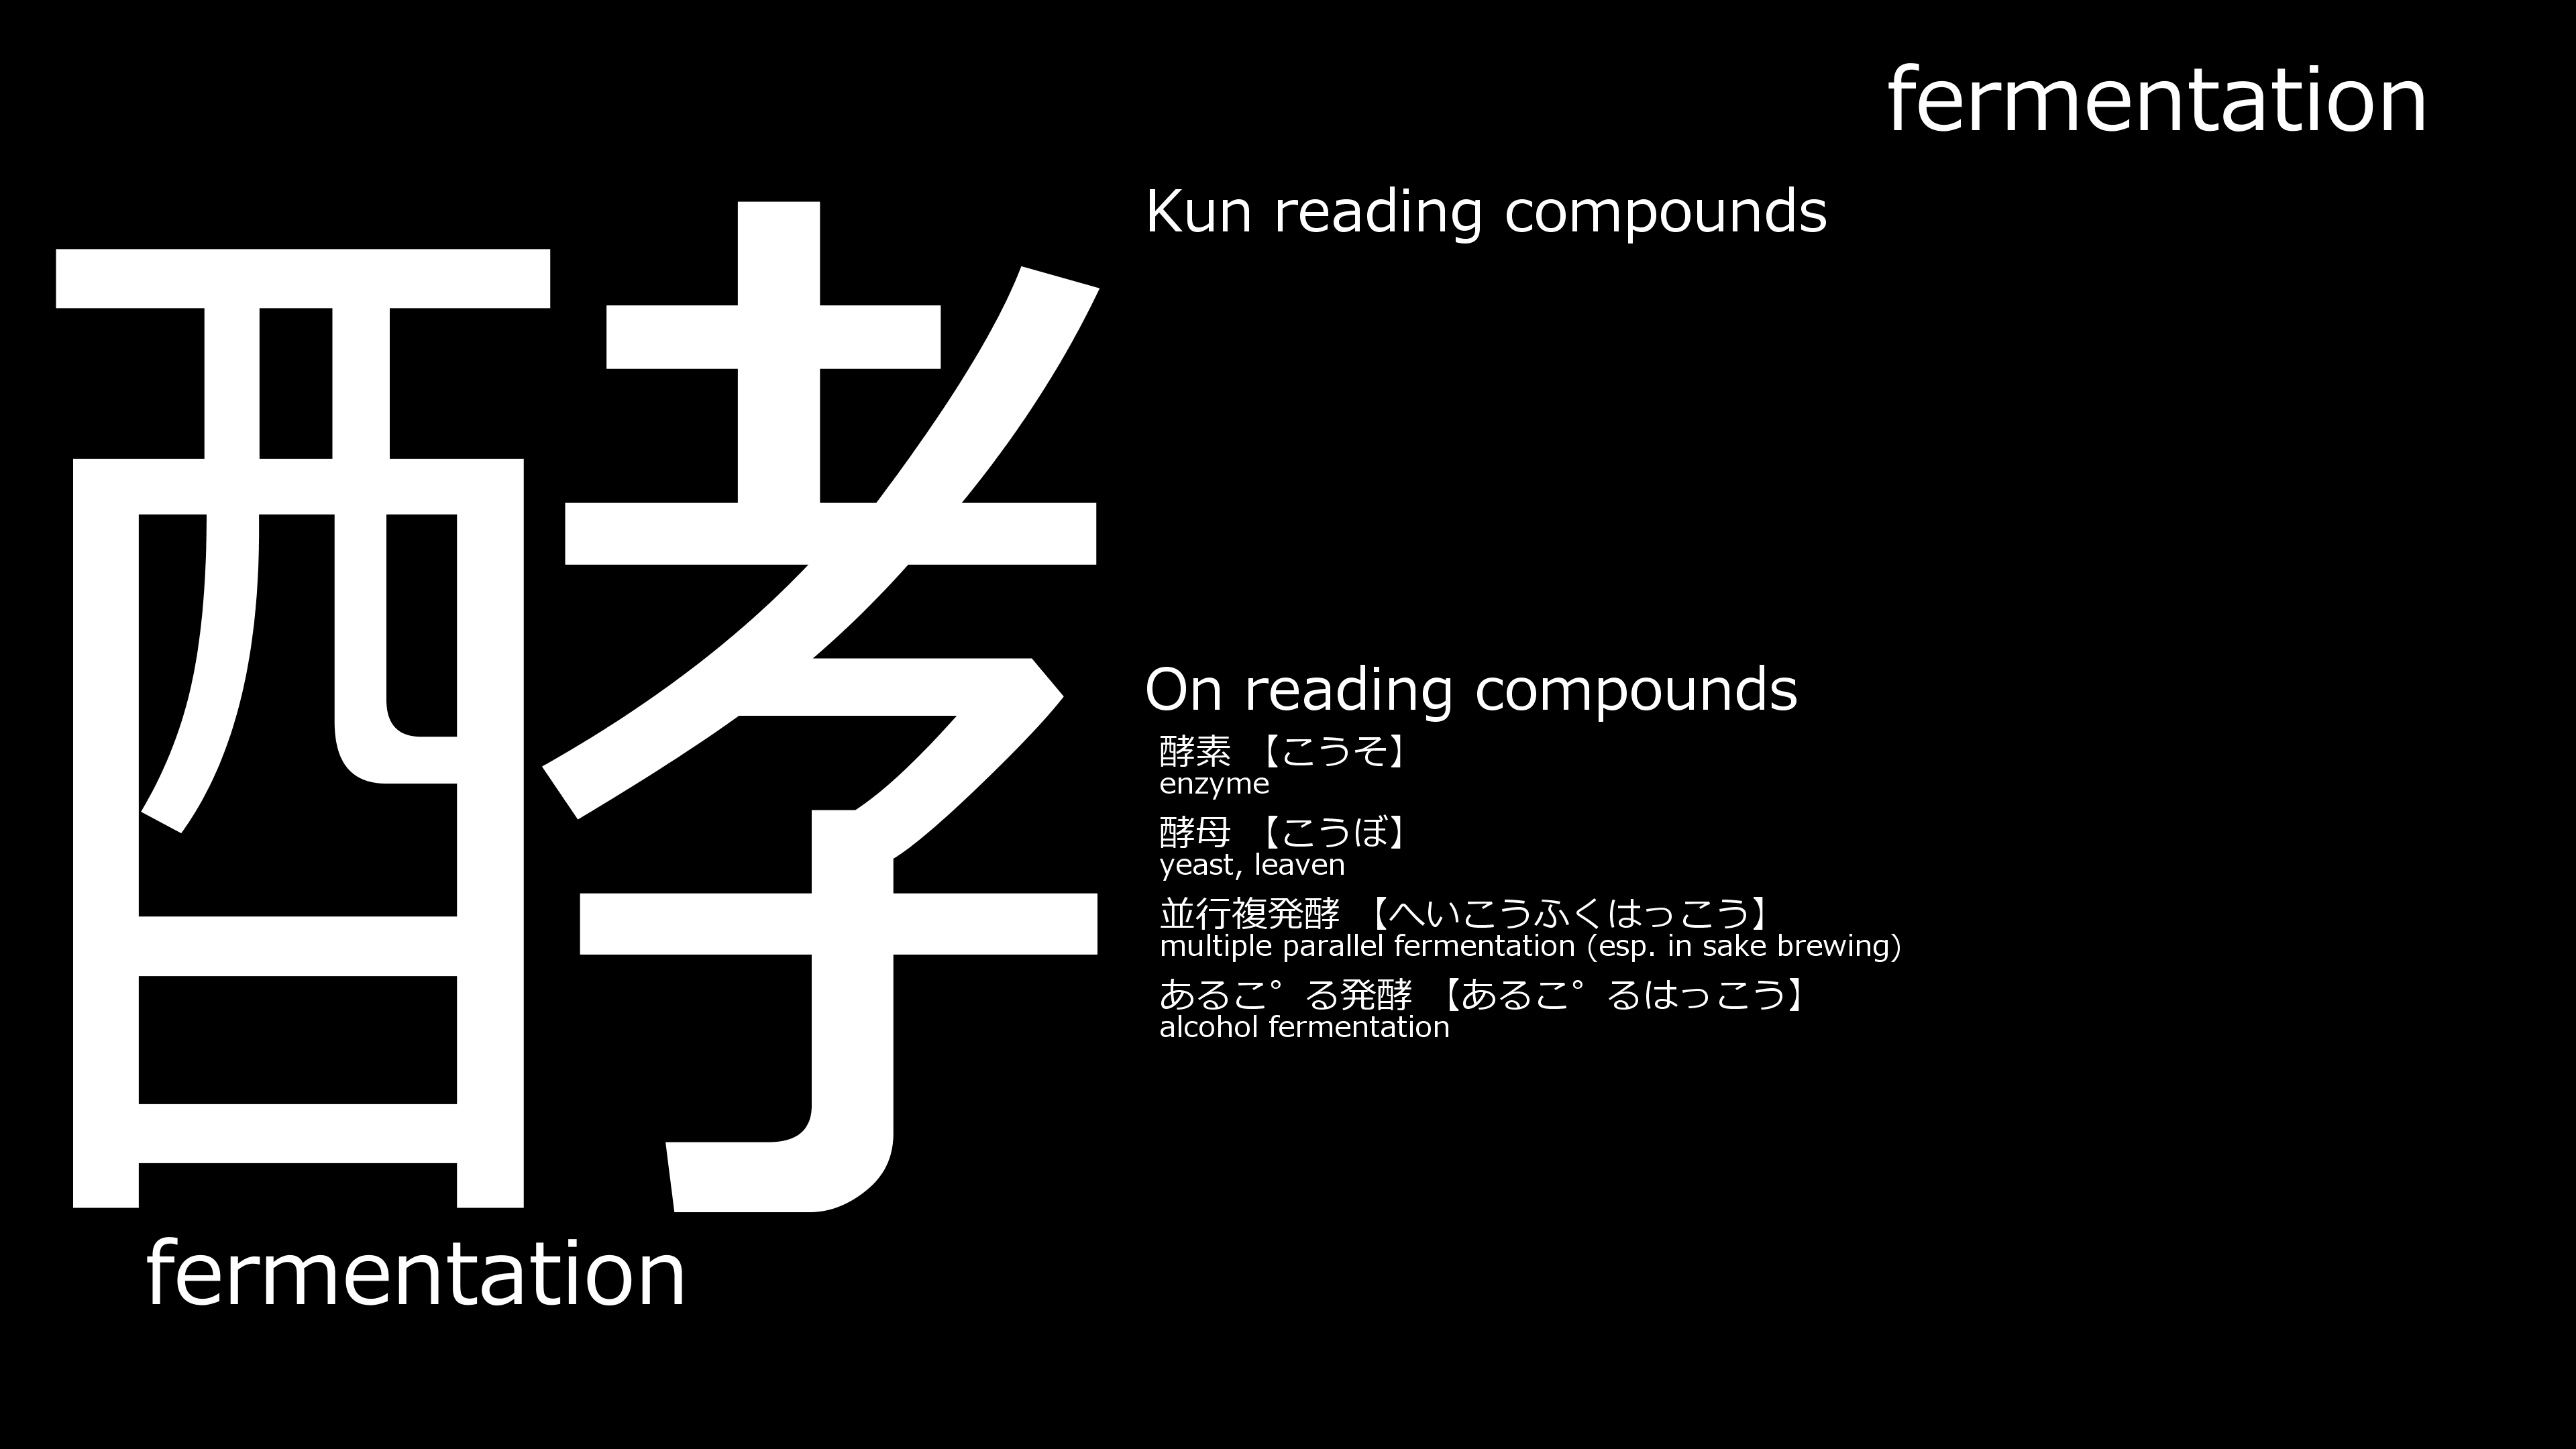 fermentation
Kun reading compounds
酵
On reading compounds
酵素 【こうそ】
enzyme
酵母 【こうぼ】
yeast, leaven
並行複発酵 【へいこうふくはっこう】
multiple parallel fermentation (esp. in sake brewing)
あるこ゜る発酵 【あるこ゜るはっこう】
alcohol fermentation
fermentation